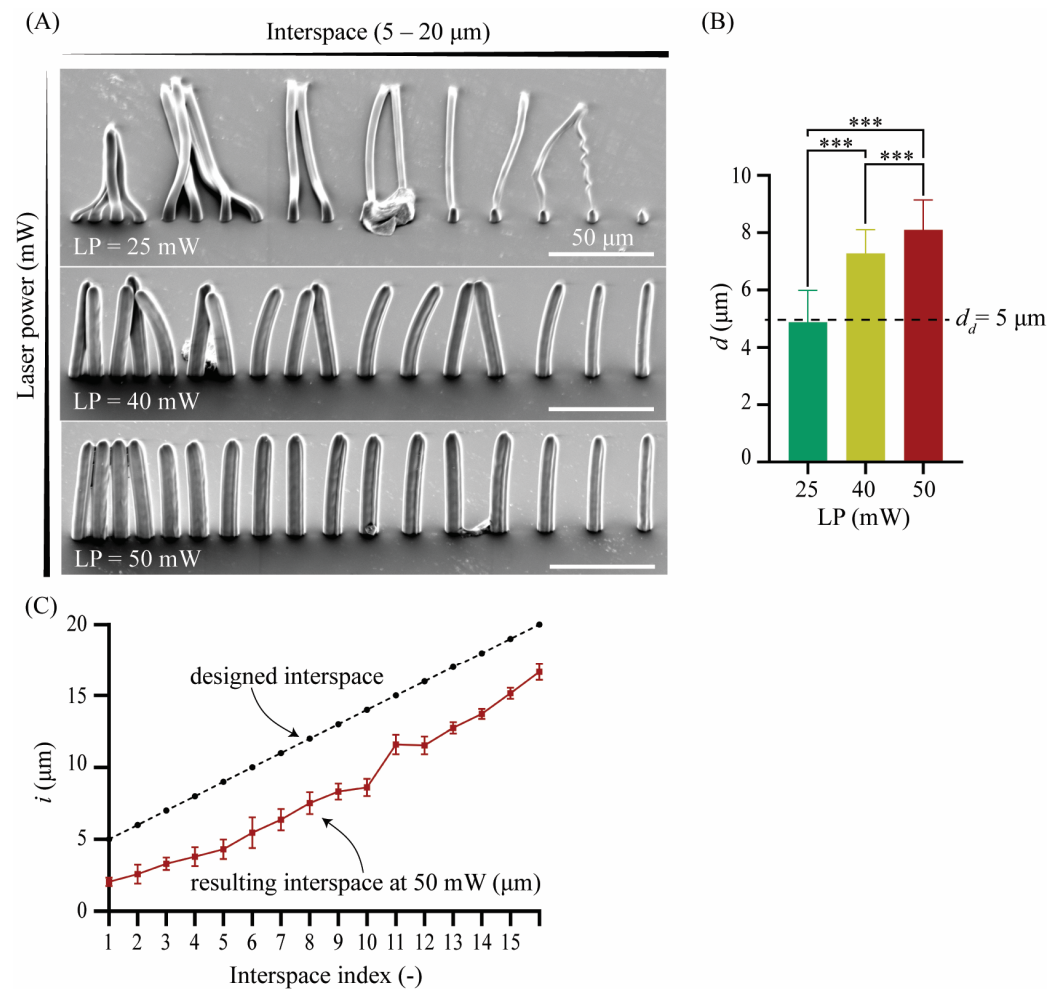 (A)
Interspace (5 – 20 μm)
Laser power (mW)
LP = 25 mW
50 μm
LP = 40 mW
LP = 50 mW
(B)
***
*** ***
10
8
6
4
2
0
d (μm)
d_d = 5 μm
25 40 50
LP (mW)
(C)
20
15
10
5
0
i (μm)
designed interspace
resulting interspace at 50 mW (μm)
1 2 3 4 5 6 7 8 9 10 11 12 13 14 15
Interspace index (-)